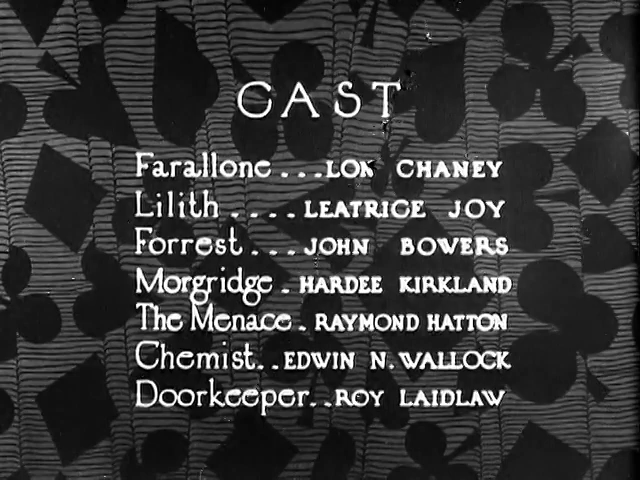 CAST
Farallone...LON CHANEY
Lilith....LEATRICE JOY
Forrest...JOHN BOWERS
Morgridge.HARDEE KIRKLAND
The Menace.RAYMOND HATTON
Chemist..EDWIN N.WALLOCK
Doorkeeper..ROY LAIDLAW